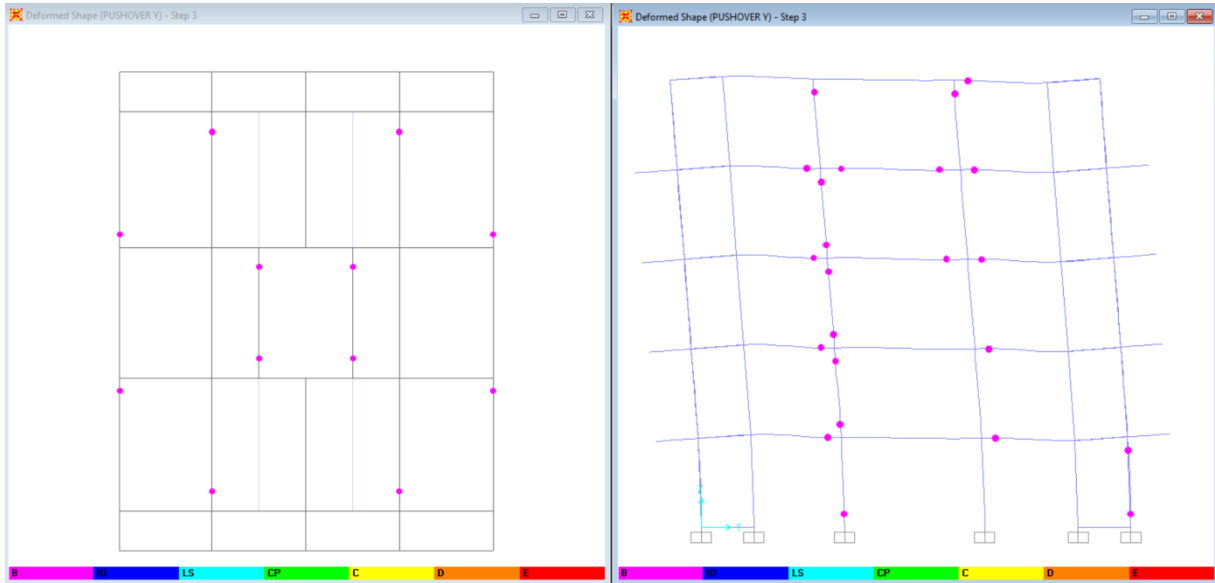 Deformed Shape (PUSHOVER Y) - Step 3
B IO LS CP C D E
Deformed Shape (PUSHOVER Y) - Step 3
Y
B IO LS CP C D E